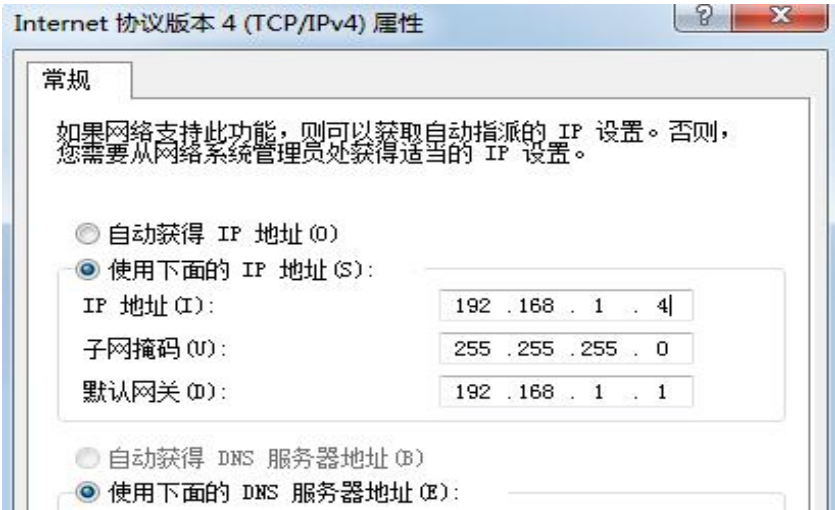 Internet 协议版本 4 (TCP/IPv4) 属性
常规
如果网络支持此功能，则可以获取自动指派的 IP 设置。否则，
您需要从网络系统管理员处获得适当的 IP 设置。
自动获得 IP 地址(O)
使用下面的 IP 地址(S):
IP 地址(I): 192 .168 . 1 . 4
子网掩码(U): 255 .255 .255 . 0
默认网关(D): 192 .168 . 1 . 1
自动获得 DNS 服务器地址(B)
使用下面的 DNS 服务器地址(E):